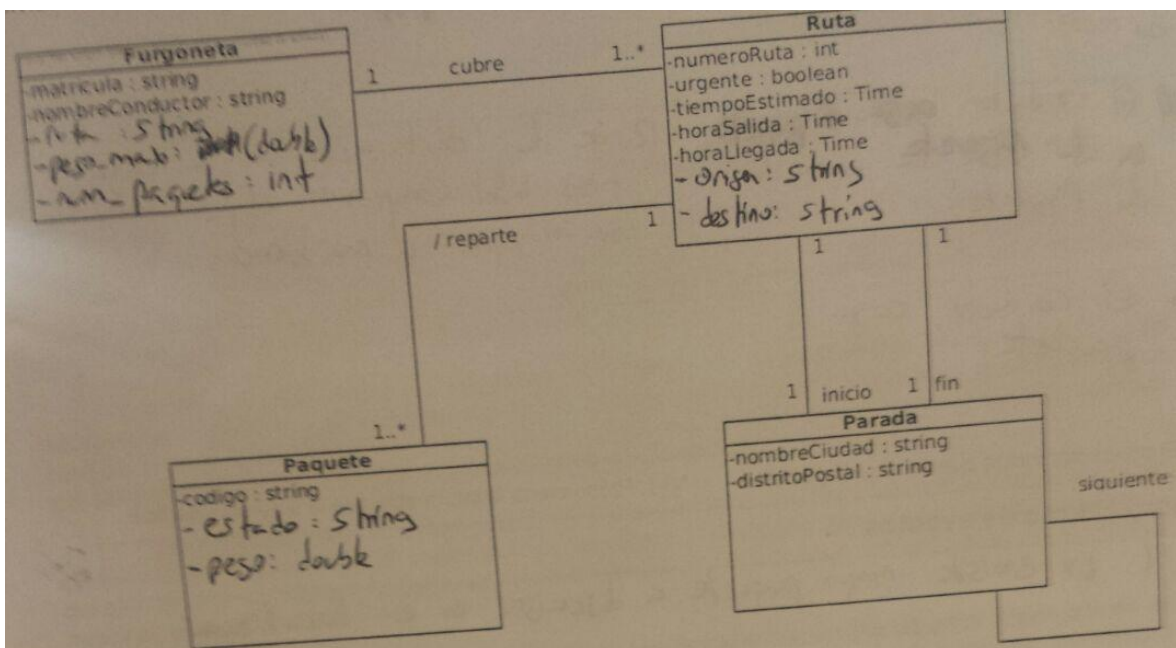 Furgoneta
-matricula : string
-nombreConductor : string
- ruta : String
- peso_max: (double)
- num_paquetes : int
1
cubre
1..*
Ruta
-numeroRuta : int
-urgente : boolean
-tiempoEstimado : Time
-horaSalida : Time
-horaLlegada : Time
- origen: string
- destino: string
/ reparte
1
1
1
1..*
1
inicio
1
fin
Paquete
-codigo : string
- estado : String
- peso: double
Parada
-nombreCiudad : string
-distritoPostal : string
siguiente